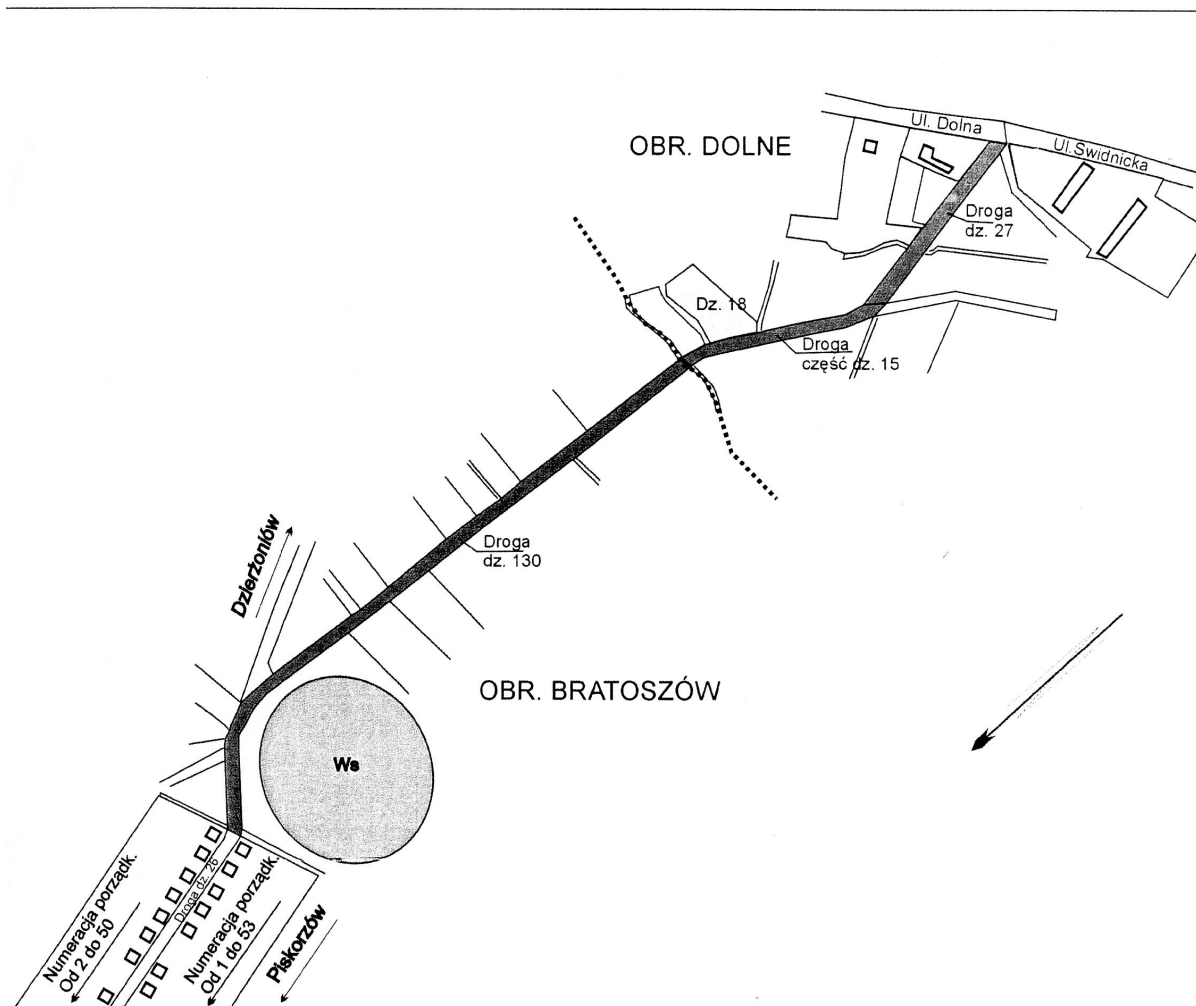 Ul. Dolna
OBR. DOLNE
Ul.Świdnicka
Droga
dz. 27
Dz. 18
Droga
część dz. 15
Droga
dz. 130
Dzierżoniów
OBR. BRATOSZÓW
Ws
Numeracja porządk.
Od 2 do 50
Droga dz. 26
Numeracja porządk.
Od 1 do 53
Piskorzów